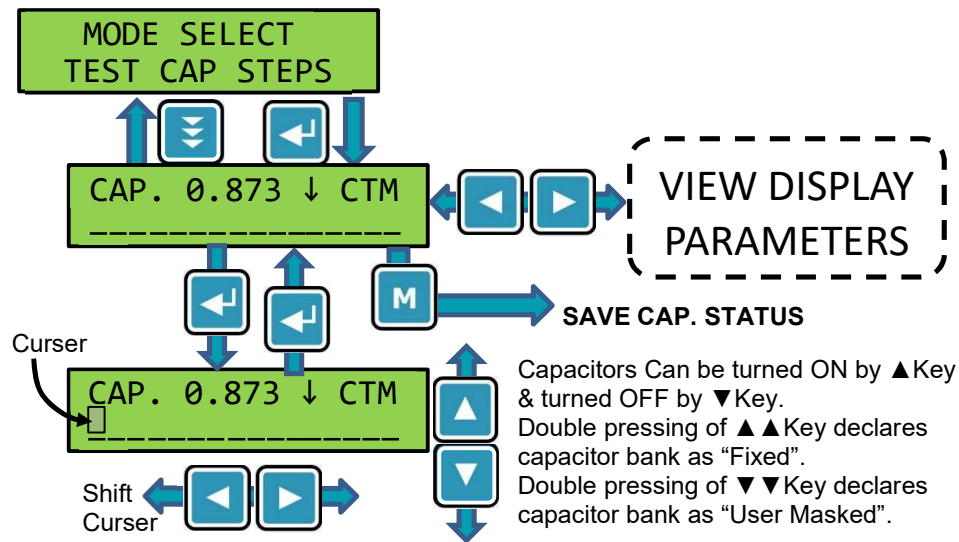 MODE SELECT
TEST CAP STEPS
CAP. 0.873 ↓ CTM
_ _ _ _ _ _ _ _ _ _ _ _ _ _ _ _
VIEW DISPLAY
PARAMETERS
M
SAVE CAP. STATUS
Curser
CAP. 0.873 ↓ CTM
_ _ _ _ _ _ _ _ _ _ _ _ _ _ _ _
Shift
Curser
Capacitors Can be turned ON by ▲Key
& turned OFF by ▼Key.
Double pressing of ▲▲Key declares
capacitor bank as “Fixed”.
Double pressing of ▼▼Key declares
capacitor bank as “User Masked”.